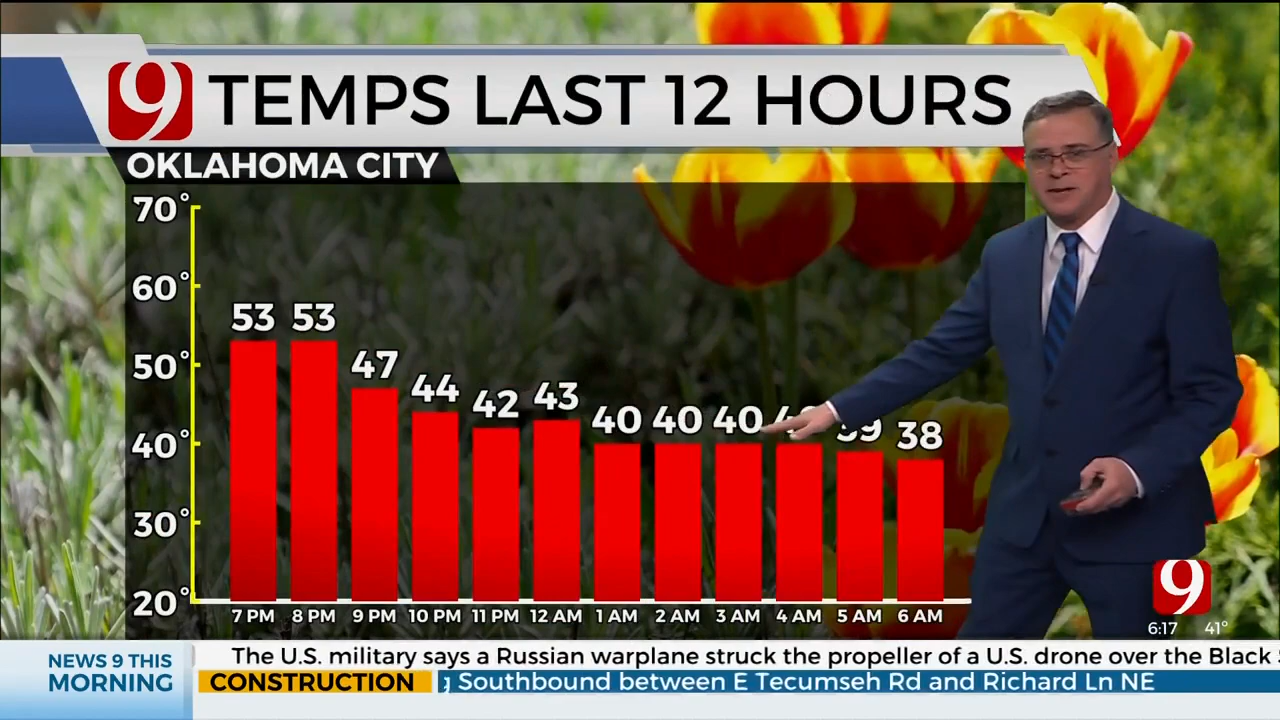 9 TEMPS LAST 12 HOURS
OKLAHOMA CITY
70°
60°
50°
40°
30°
20°
53 53 47 44 42 43 40 40 40 39 38
7 PM 8 PM 9 PM 10 PM 11 PM 12 AM 1 AM 2 AM 3 AM 4 AM 5 AM 6 AM
9
6:17 41°
NEWS 9 THIS MORNING
The U.S. military says a Russian warplane struck the propeller of a U.S. drone over the Black
CONSTRUCTION Southbound between E Tecumseh Rd and Richard Ln NE